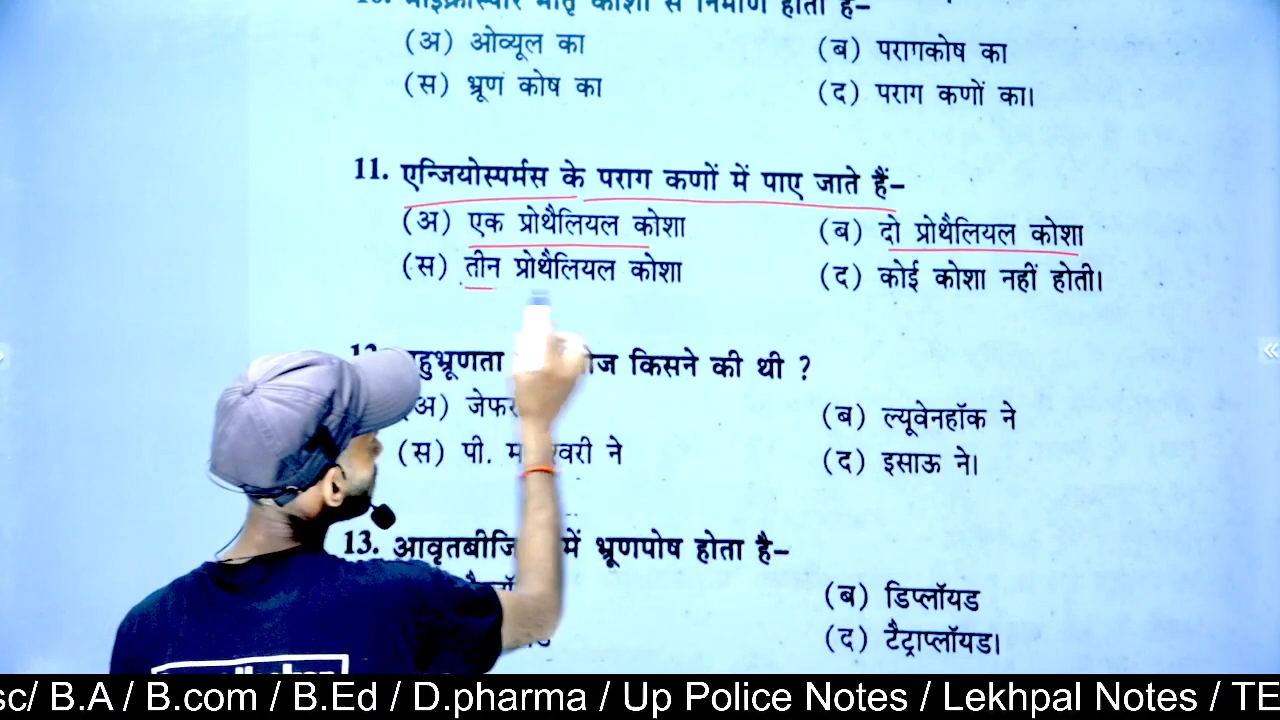 माइक्रोस्पोर मातृ कोशा से निर्माण होता है–
(अ) ओव्यूल का (ब) परागकोष का
(स) भ्रूण कोष का (द) पराग कणों का।
11. एन्जियोस्पर्मस के पराग कणों में पाए जाते हैं–
(अ) एक प्रोथैलियल कोशा (ब) दो प्रोथैलियल कोशा
(स) तीन प्रोथैलियल कोशा (द) कोई कोशा नहीं होती।
किसने की थी ?
(ब) ल्यूवेनहॉक ने
(स) पी. ने (द) इसाऊ ने।
13. में भ्रूणपोष होता है–
(ब) डिप्लॉयड
(द) टैट्राप्लॉयड।
/ B.A / B.com / B.Ed / D.pharma / Up Police Notes / Lekhpal Notes /